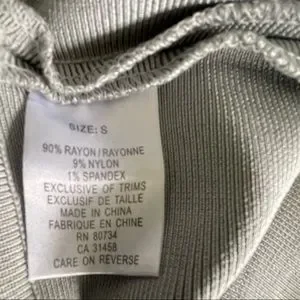 SIZE: S
90% RAYON/RAYONNE
9% NYLON
1% SPANDEX
EXCLUSIVE OF TRIMS
EXCLUSIF DE TAILLE
MADE IN CHINA
FABRIQUE EN CHINE
RN 80734
CA 31458
CARE ON REVERSE